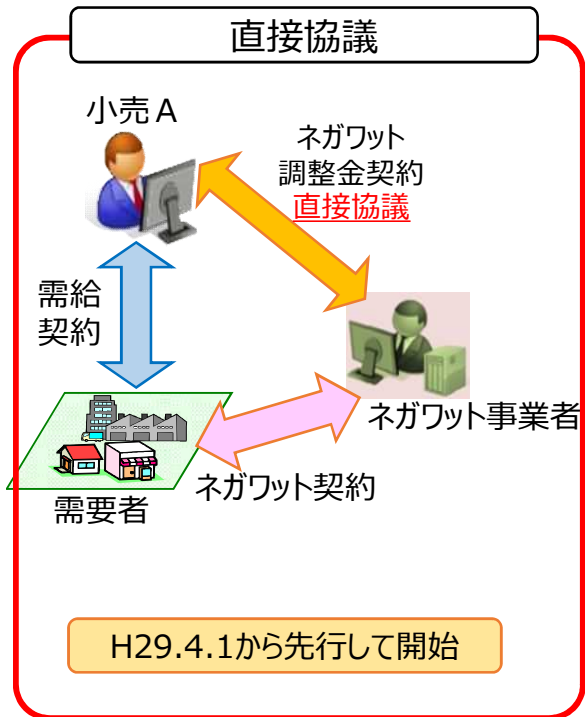 直接協議
小売A
ネガワット
調整金契約
直接協議
需給
契約
ネガワット事業者
ネガワット契約
需要者
H29.4.1から先行して開始